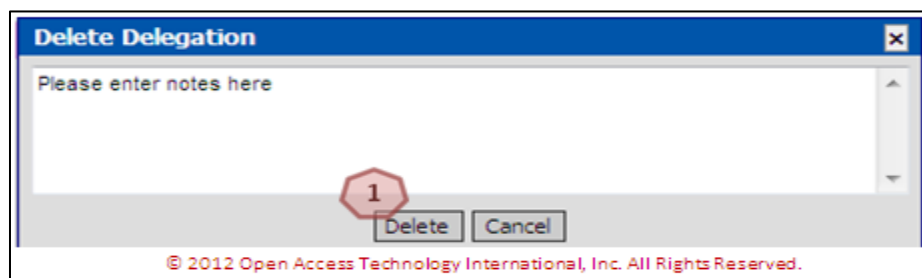 Delete Delegation
Please enter notes here
1
Delete Cancel
© 2012 Open Access Technology International, Inc. All Rights Reserved.